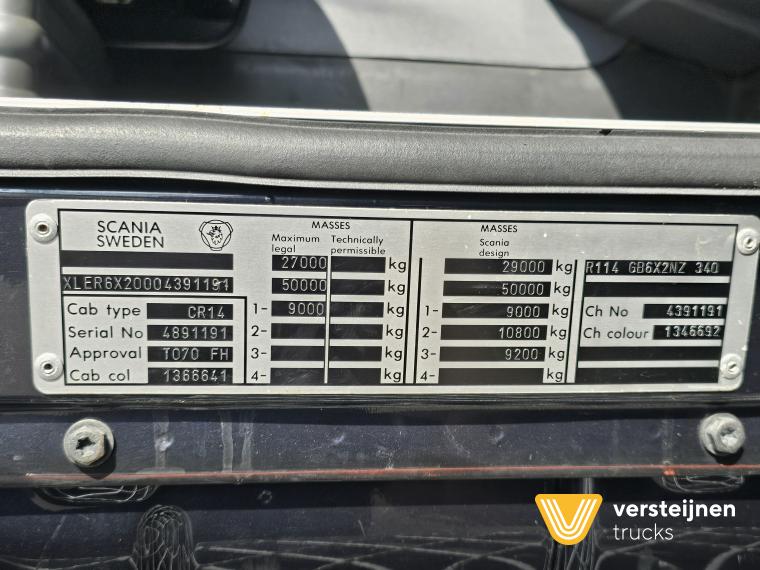 SCANIA
SWEDEN
XLER6X20004391191
Cab type CR14
Serial No 4891191
Approval T070 FH
Cab col 1366641
MASSES
Maximum legal Technically permissible
27000 kg
50000 kg
1- 9000 kg
2- kg
3- kg
4- kg
MASSES
Scania design
29000 kg
50000 kg
1- 9000 kg
2- 10800 kg
3- 9200 kg
4- kg
R114 GB6X2NZ 340
Ch No 4391191
Ch colour 1346692
versteijnen
trucks